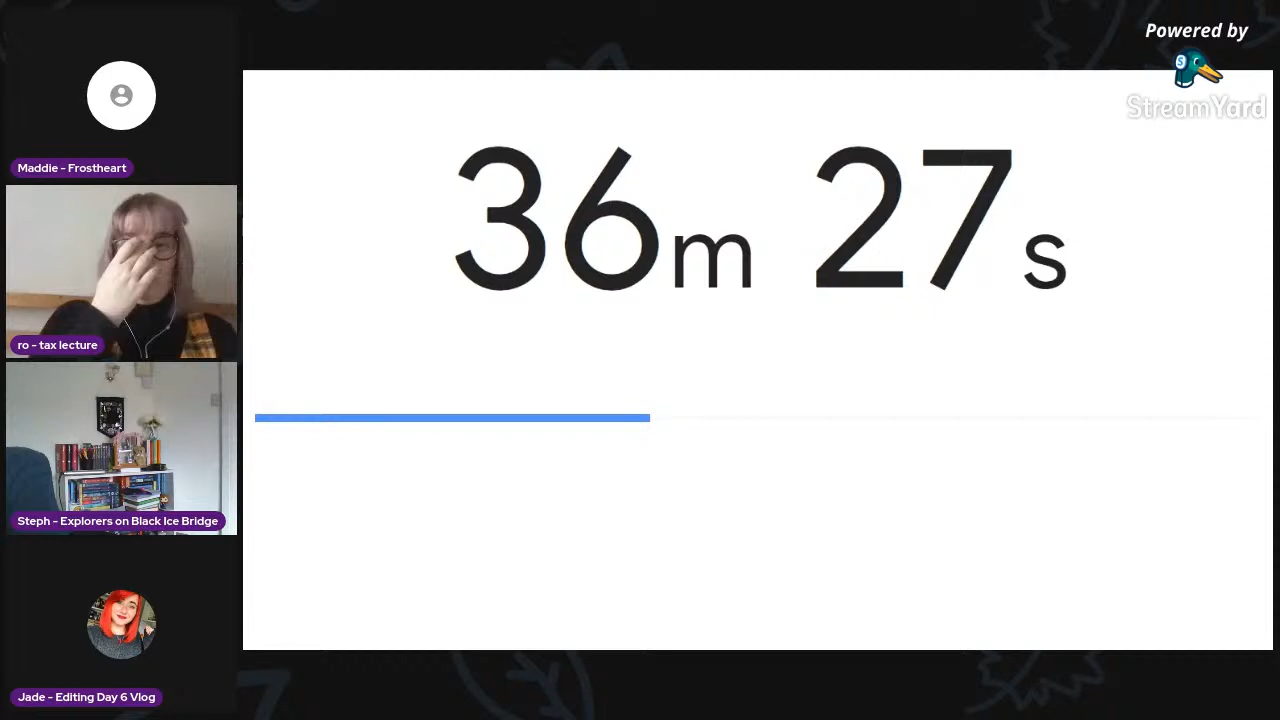 Powered by
StreamYard
Maddie - Frostheart
36m 27s
ro - tax lecture
Steph - Explorers on Black Ice Bridge
Jade - Editing Day 6 Vlog